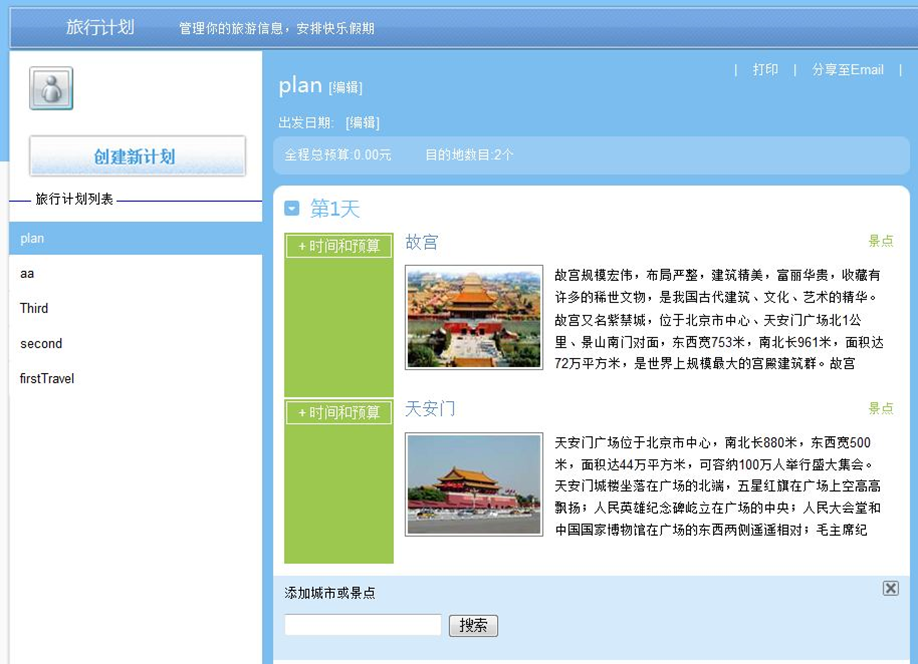 旅行计划 管理你的旅游信息，安排快乐假期
| 打印 | 分享至Email |
plan [编辑]
出发日期: [编辑]
全程总预算:0.00元 目的地数目:2个
创建新计划
旅行计划列表
plan
aa
Third
second
firstTravel
第1天
+ 时间和预算
故宫 景点
故宫规模宏伟，布局严整，建筑精美，富丽华贵，收藏有
许多的稀世文物，是我国古代建筑、文化、艺术的精华。
故宫又名紫禁城，位于北京市中心、天安门广场北1公
里、景山南门对面，东西宽753米，南北长961米，面积达
72万平方米，是世界上规模最大的宫殿建筑群。故宫
+ 时间和预算
天安门 景点
天安门广场位于北京市中心，南北长880米，东西宽500
米，面积达44万平方米，可容纳100万人举行盛大集会。
天安门城楼坐落在广场的北端，五星红旗在广场上空高高
飘扬；人民英雄纪念碑屹立在广场的中央；人民大会堂和
中国国家博物馆在广场的东西两侧遥遥相对；毛主席纪
添加城市或景点
搜索